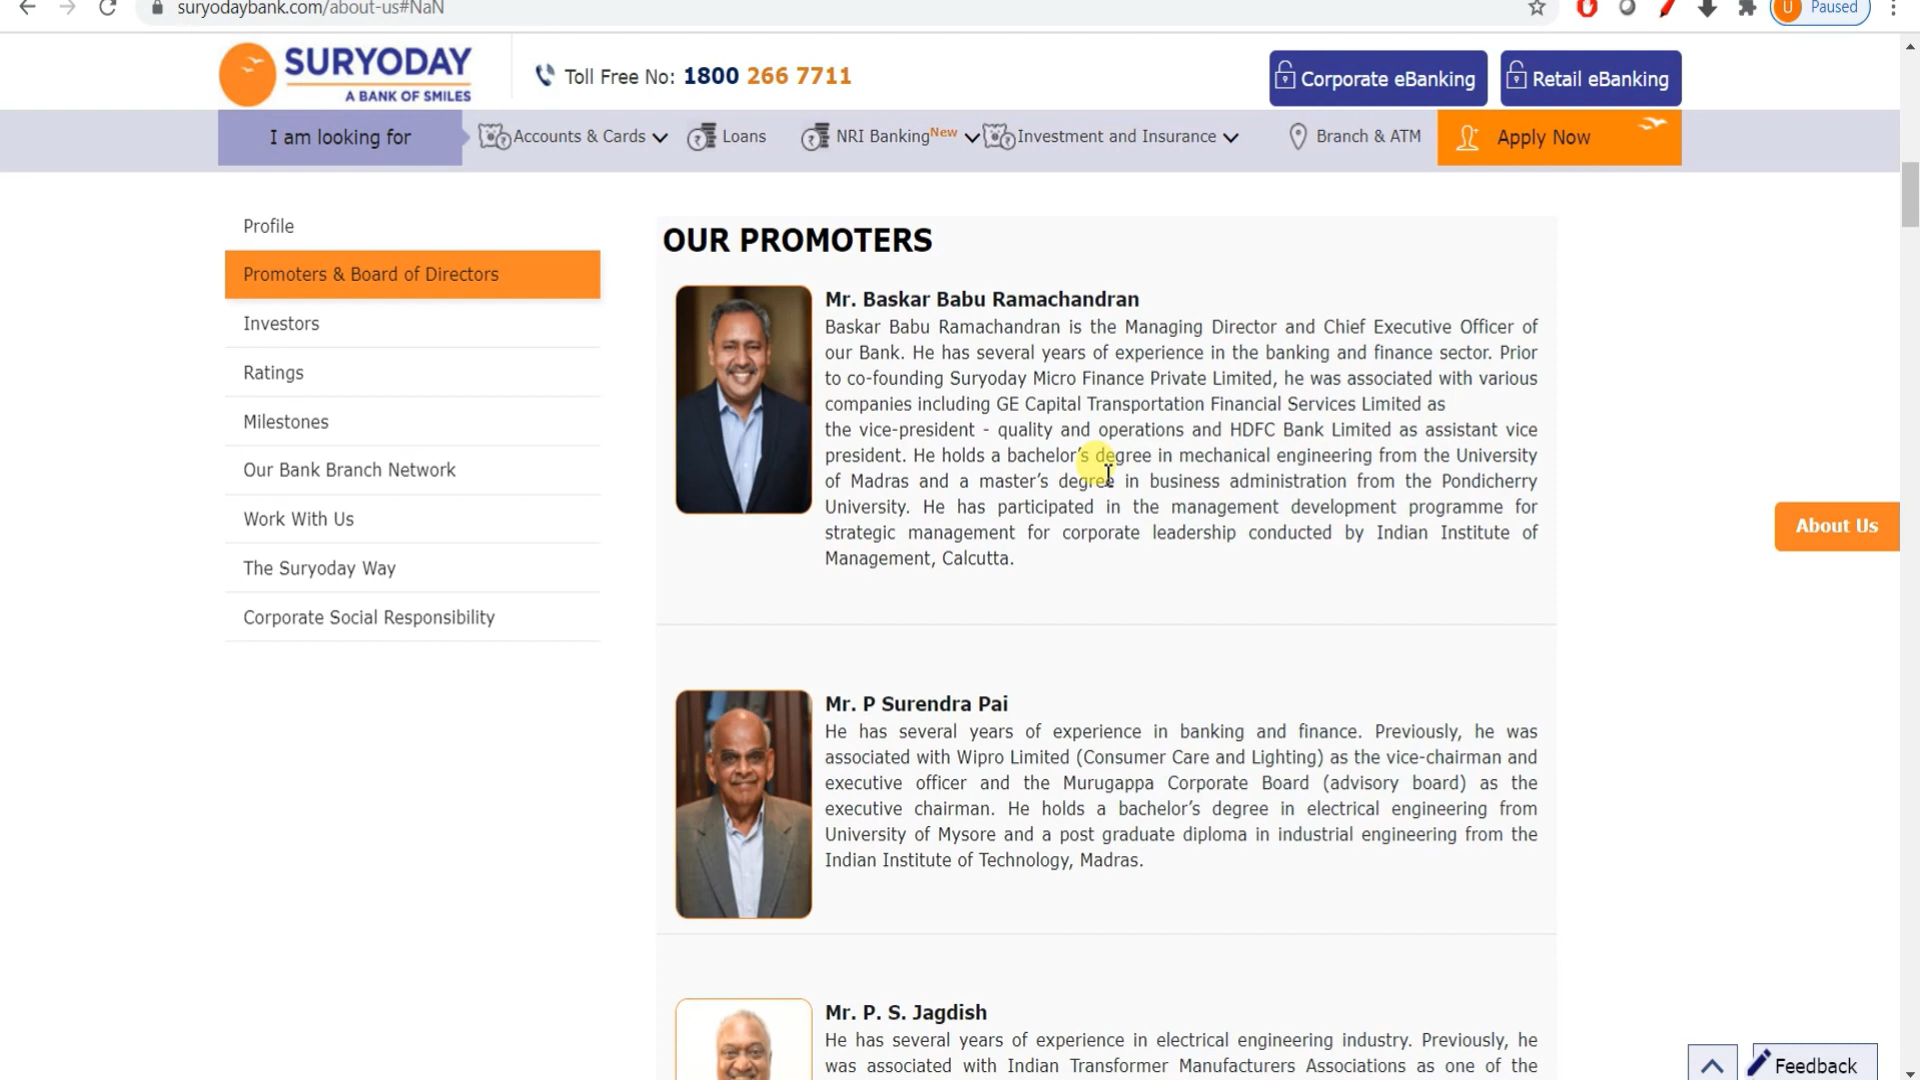 suryodaybank.com/about-us#NaN
U Paused
SURYODAY
A BANK OF SMILES
Toll Free No: 1800 266 7711
Corporate eBanking
Retail eBanking
I am looking for
Accounts & Cards
Loans
NRI Banking New
Investment and Insurance
Branch & ATM
Apply Now
Profile
Promoters & Board of Directors
Investors
Ratings
Milestones
Our Bank Branch Network
Work With Us
The Suryoday Way
Corporate Social Responsibility
OUR PROMOTERS
Mr. Baskar Babu Ramachandran
Baskar Babu Ramachandran is the Managing Director and Chief Executive Officer of
our Bank. He has several years of experience in the banking and finance sector. Prior
to co-founding Suryoday Micro Finance Private Limited, he was associated with various
companies including GE Capital Transportation Financial Services Limited as
the vice-president - quality and operations and HDFC Bank Limited as assistant vice
president. He holds a bachelor’s degree in mechanical engineering from the University
of Madras and a master’s degree in business administration from the Pondicherry
University. He has participated in the management development programme for
strategic management for corporate leadership conducted by Indian Institute of
Management, Calcutta.
Mr. P Surendra Pai
He has several years of experience in banking and finance. Previously, he was
associated with Wipro Limited (Consumer Care and Lighting) as the vice-chairman and
executive officer and the Murugappa Corporate Board (advisory board) as the
executive chairman. He holds a bachelor’s degree in electrical engineering from
University of Mysore and a post graduate diploma in industrial engineering from the
Indian Institute of Technology, Madras.
Mr. P. S. Jagdish
He has several years of experience in electrical engineering industry. Previously, he
was associated with Indian Transformer Manufacturers Associations as one of the
About Us
Feedback